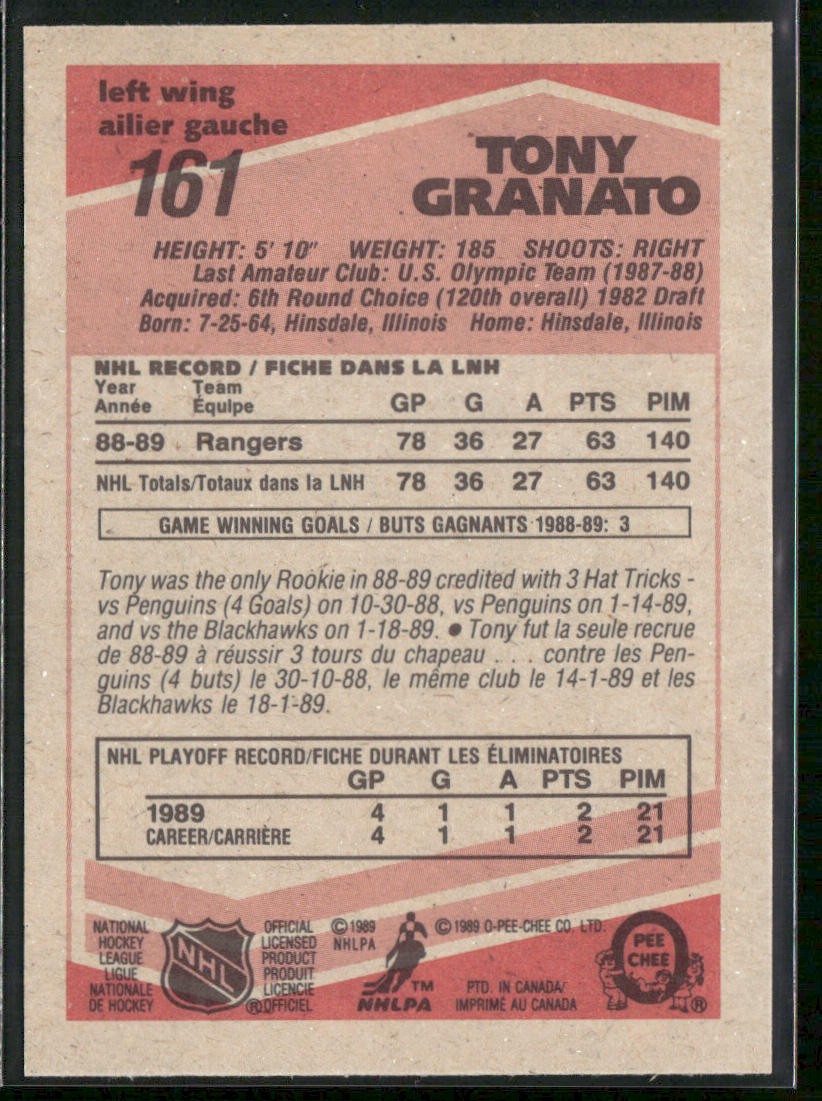 left wing
ailier gauche
161
TONY
GRANATO
HEIGHT: 5' 10" WEIGHT: 185 SHOOTS: RIGHT
Last Amateur Club: U.S. Olympic Team (1987-88)
Acquired: 6th Round Choice (120th overall) 1982 Draft
Born: 7-25-64, Hinsdale, Illinois Home: Hinsdale, Illinois
NHL RECORD / FICHE DANS LA LNH
Year Team
Année Équipe GP G A PTS PIM
88-89 Rangers 78 36 27 63 140
NHL Totals/Totaux dans la LNH 78 36 27 63 140
GAME WINNING GOALS / BUTS GAGNANTS 1988-89: 3
Tony was the only Rookie in 88-89 credited with 3 Hat Tricks -
vs Penguins (4 Goals) on 10-30-88, vs Penguins on 1-14-89,
and vs the Blackhawks on 1-18-89. ● Tony fut la seule recrue
de 88-89 à réussir 3 tours du chapeau . . . contre les Pen-
guins (4 buts) le 30-10-88, le même club le 14-1-89 et les
Blackhawks le 18-1-89.
NHL PLAYOFF RECORD/FICHE DURANT LES ÉLIMINATOIRES
GP G A PTS PIM
1989 4 1 1 2 21
CAREER/CARRIÈRE 4 1 1 2 21
NATIONAL
HOCKEY
LEAGUE
LIGUE
NATIONALE
DE HOCKEY
NHL
OFFICIAL
LICENSED
PRODUCT
PRODUIT
LICENCIE
®OFFICIEL
©1989
NHLPA
TM
NHLPA
©1989 O-PEE-CHEE CO. LTD.
PTD. IN CANADA/
IMPRIMÉ AU CANADA
O
PEE
CHEE
®